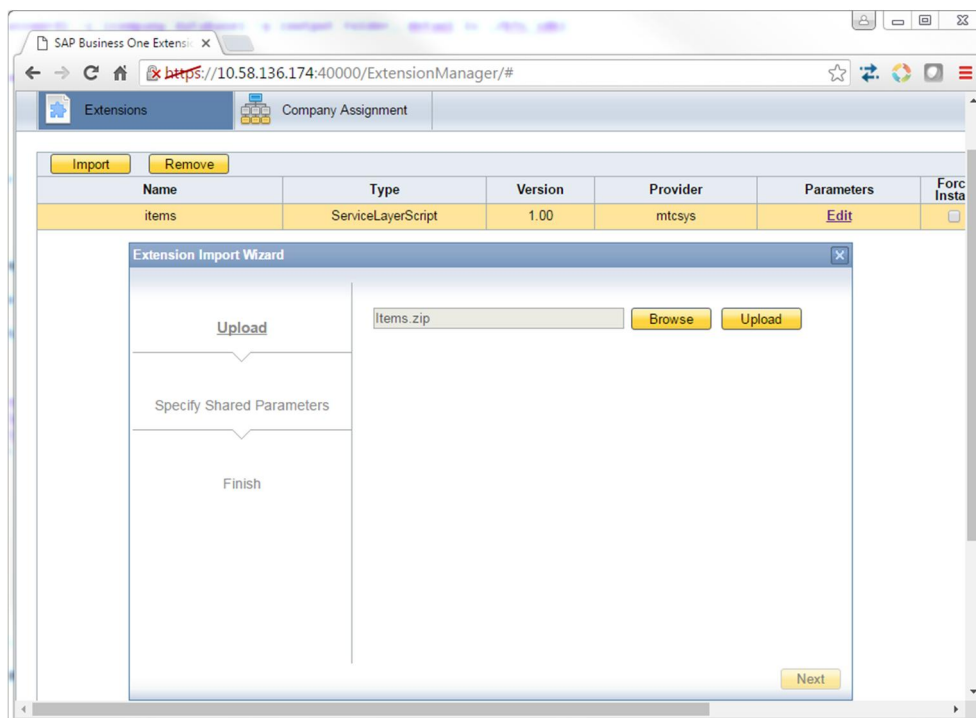 SAP Business One Extensi
https://10.58.136.174:40000/ExtensionManager/#
Extensions
Company Assignment
Import
Remove
Name Type Version Provider Parameters Forc
Insta
items ServiceLayerScript 1.00 mtcsys Edit
Extension Import Wizard
Upload
Items.zip
Browse
Upload
Specify Shared Parameters
Finish
Next